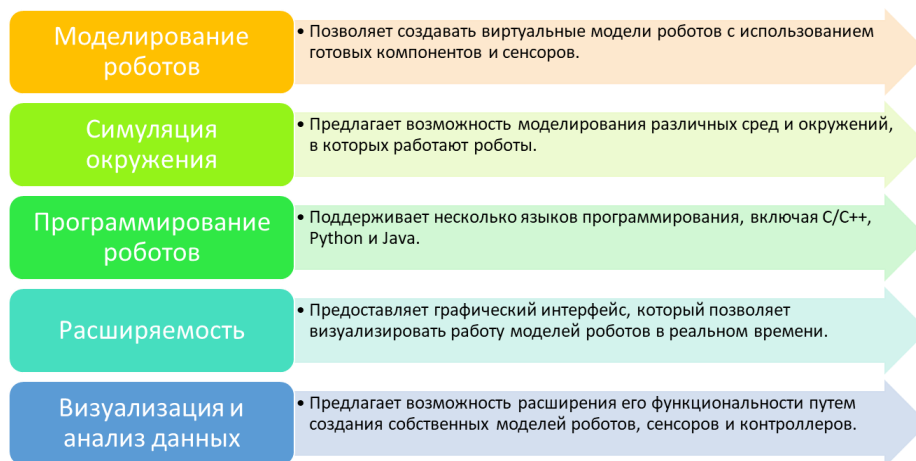 Моделирование
роботов
• Позволяет создавать виртуальные модели роботов с использованием
готовых компонентов и сенсоров.
Симуляция
окружения
• Предлагает возможность моделирования различных сред и окружений,
в которых работают роботы.
Программирование
роботов
• Поддерживает несколько языков программирования, включая C/C++,
Python и Java.
Расширяемость
• Предоставляет графический интерфейс, который позволяет
визуализировать работу моделей роботов в реальном времени.
Визуализация и
анализ данных
• Предлагает возможность расширения его функциональности путем
создания собственных моделей роботов, сенсоров и контроллеров.